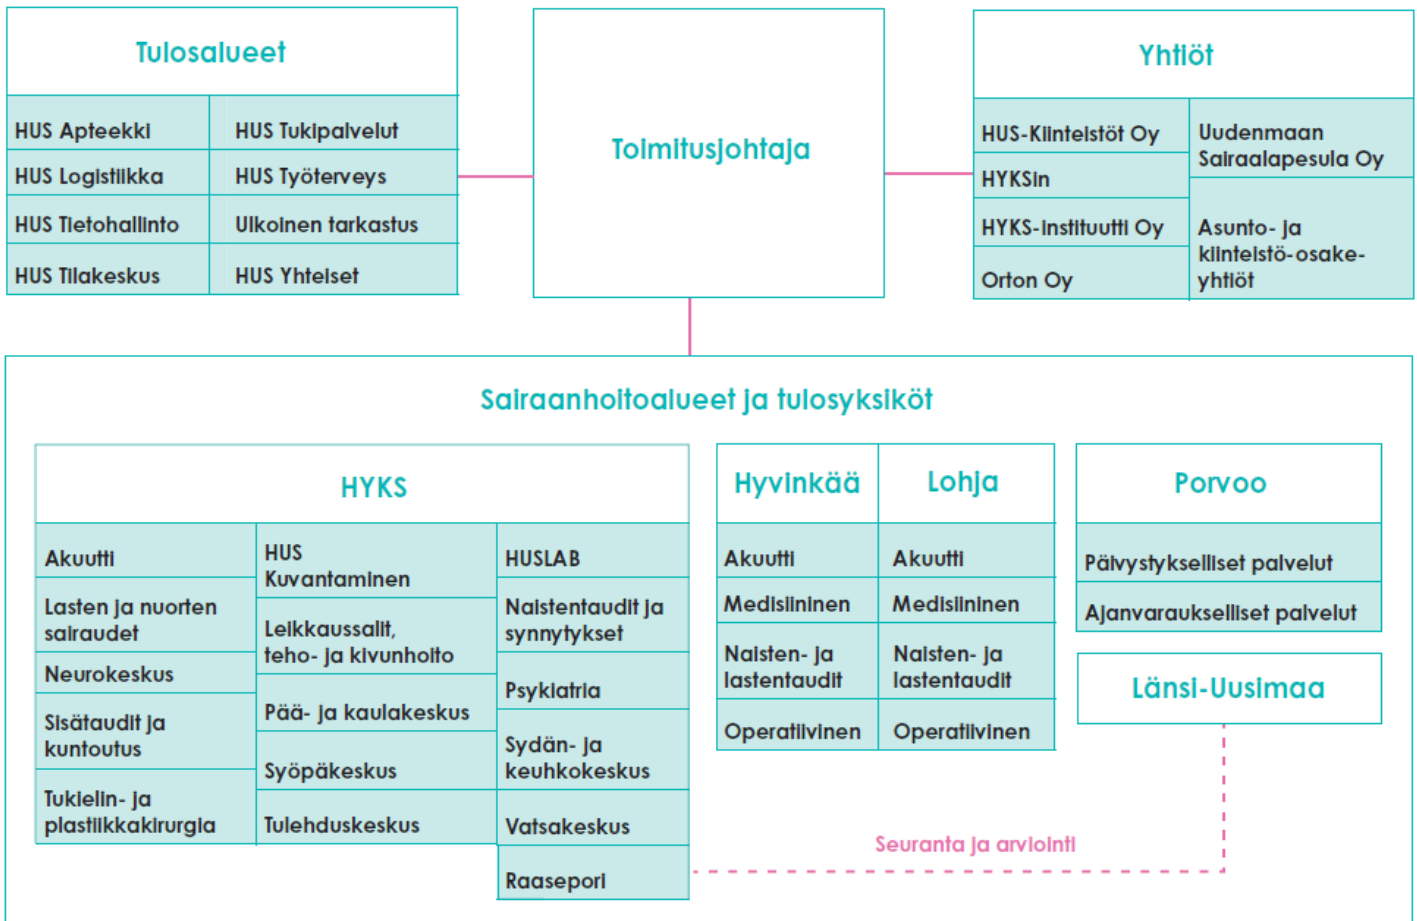 Tulosalueet
HUS Apteekki
HUS Logistiikka
HUS Tietohallinto
HUS Tilakeskus
HUS Tukipalvelut
HUS Työterveys
Ulkoinen tarkastus
HUS Yhteiset
Toimitusjohtaja
Yhtiöt
HUS-Kiinteistöt Oy
HYKSin
HYKS-instituutti Oy
Orton Oy
Uudenmaan
Sairaalapesula Oy
Asunto- ja
kiinteistö-osake-
yhtiöt
Sairaanhoitoalueet ja tulosyksiköt
HYKS
Akuutti
Lasten ja nuorten
sairaudet
Neurokeskus
Sisätaudit ja
kuntoutus
Tukielin- ja
plastiikkakirurgia
HUS
Kuvantaminen
Leikkaussalit,
teho- ja kivunhoito
Pää- ja kaulakeskus
Syöpäkeskus
Tulehduskeskus
HUSLAB
Naistentaudit ja
synnytykset
Psykiatria
Sydän- ja
keuhkokeskus
Vatsakeskus
Raasepori
Hyvinkää
Akuutti
Medisiininen
Naisten- ja
lastentaudit
Operatiivinen
Lohja
Akuutti
Medisiininen
Naisten- ja
lastentaudit
Operatiivinen
Porvoo
Päivystykselliset palvelut
Ajanvaraukselliset palvelut
Länsi-Uusimaa
Seuranta ja arviointi